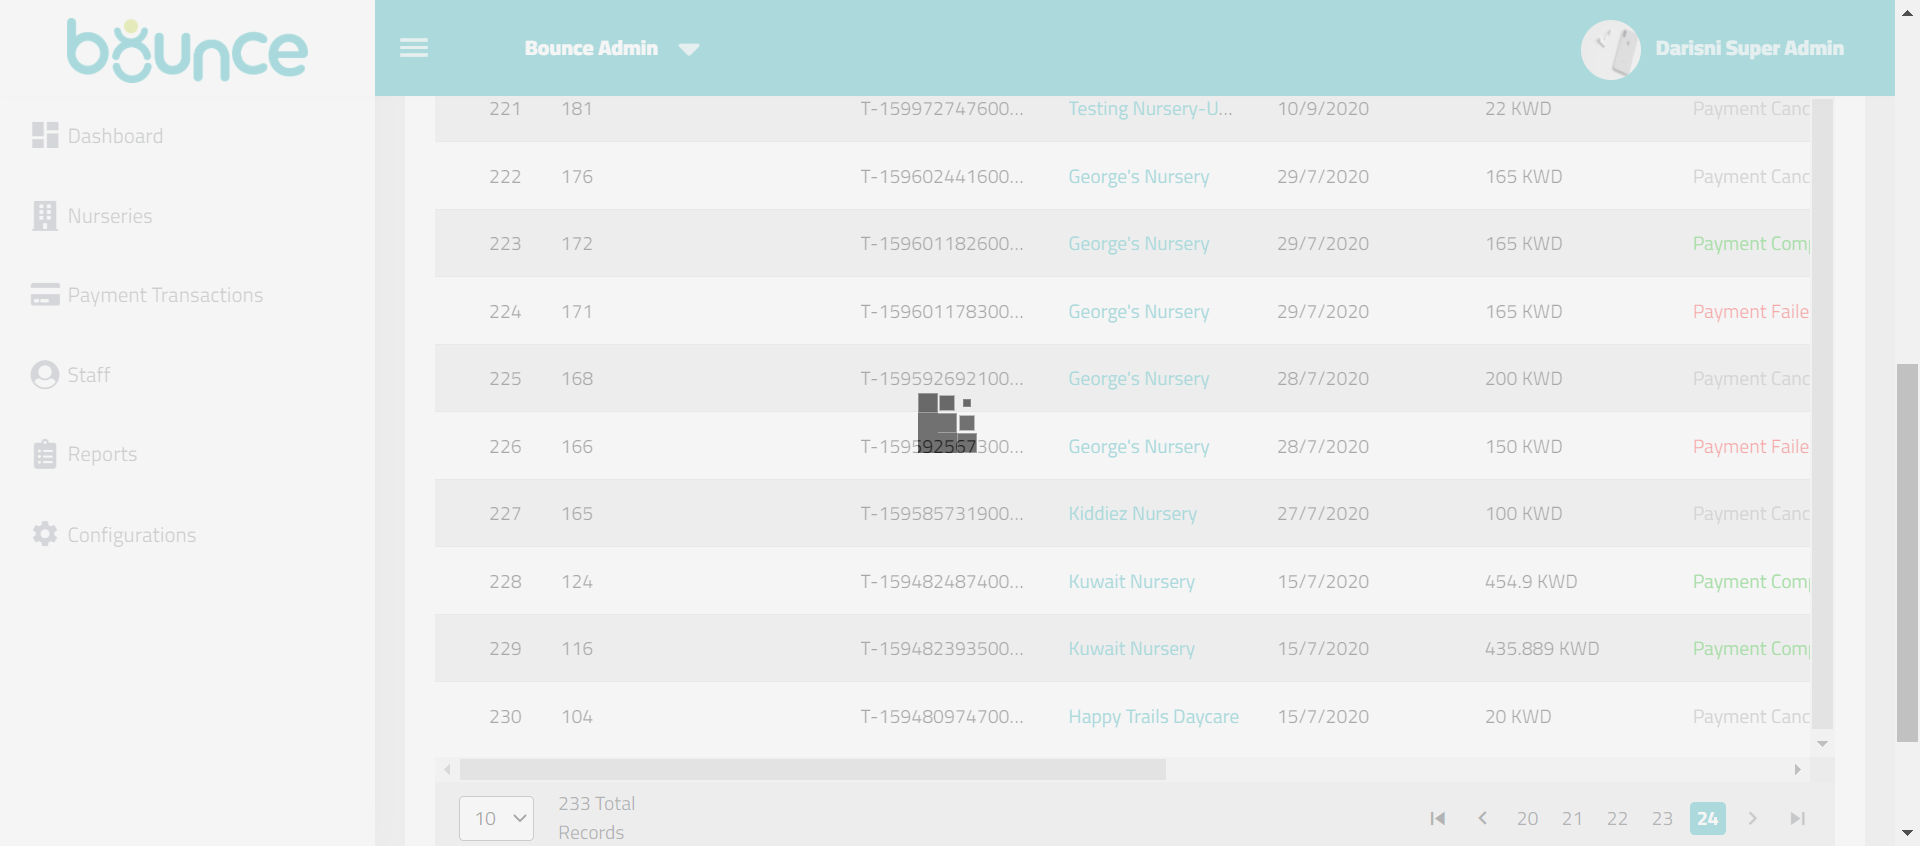 bounce
Bounce Admin
Darisni Super Admin
Dashboard
Nurseries
Payment Transactions
Staff
Reports
Configurations
221 181 T-159972747600... Testing Nursery-U... 10/9/2020 22 KWD Payment Canc
222 176 T-159602441600... George's Nursery 29/7/2020 165 KWD Payment Canc
223 172 T-159601182600... George's Nursery 29/7/2020 165 KWD Payment Com
224 171 T-159601178300... George's Nursery 29/7/2020 165 KWD Payment Faile
225 168 T-159592692100... George's Nursery 28/7/2020 200 KWD Payment Canc
226 166 T-159592567300... George's Nursery 28/7/2020 150 KWD Payment Faile
227 165 T-159585731900... Kiddiez Nursery 27/7/2020 100 KWD Payment Canc
228 124 T-159482487400... Kuwait Nursery 15/7/2020 454.9 KWD Payment Com
229 116 T-159482393500... Kuwait Nursery 15/7/2020 435.889 KWD Payment Com
230 104 T-159480974700... Happy Trails Daycare 15/7/2020 20 KWD Payment Canc
10 233 Total
Records
20 21 22 23 24